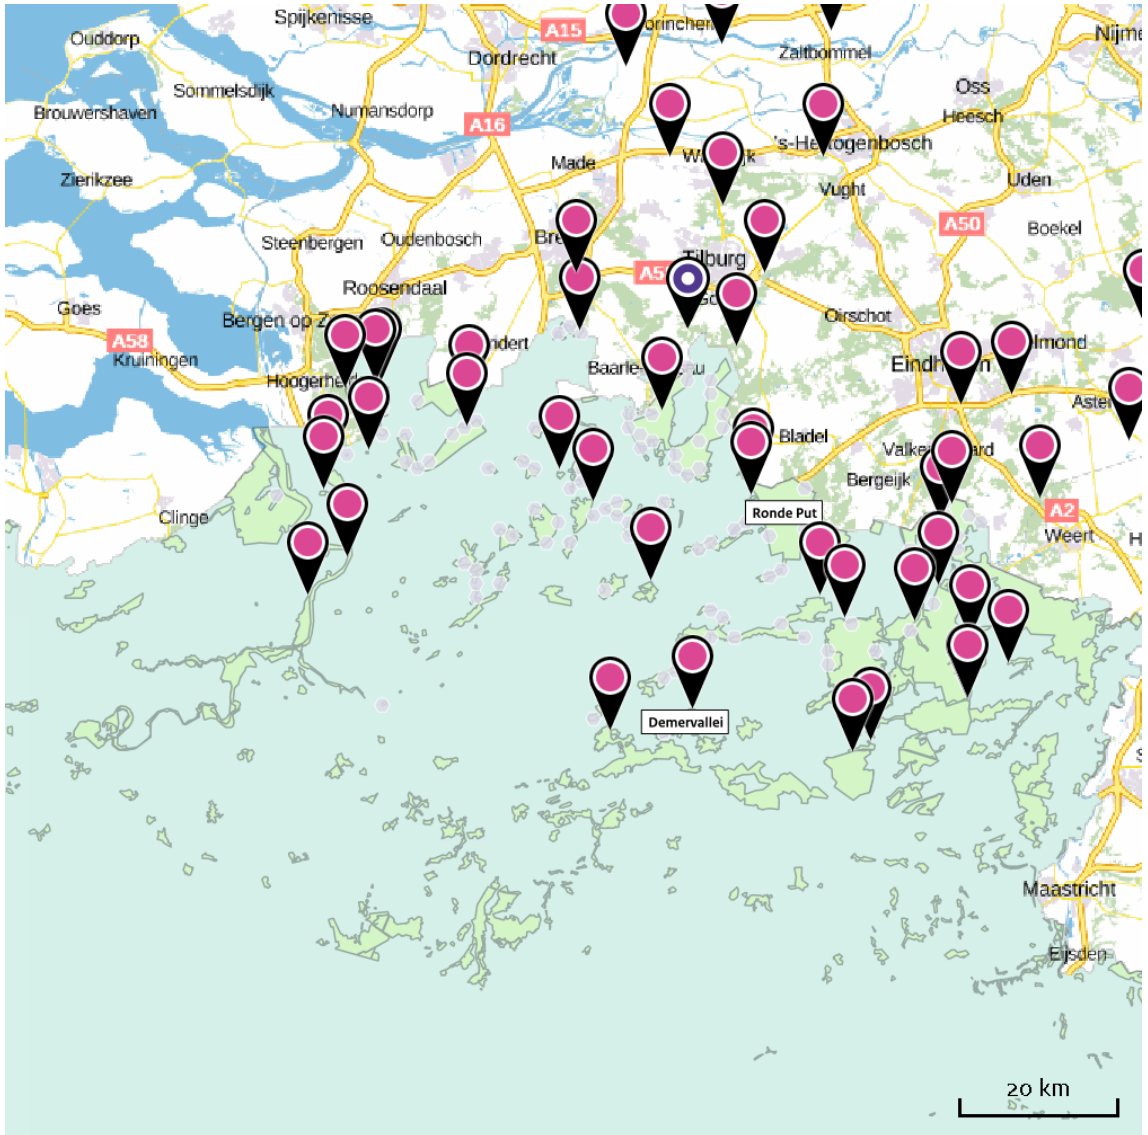 Spijkenisse
Ouddorp
A15
Dordrecht
Zaltbommel
Sommelsdijk
Oss
Brouwershaven
Numansdorp
Heesch
A16
's-Hertogenbosch
Made
Zierikzee
Vught
Uden
A50
Boekel
Steenbergen
Oudenbosch
Tilburg
Roosendaal
Goes
Oirschot
A58
Kruiningen
Eindhoven
Bladel
Bergeijk
Ronde Put
A2
Clinge
Weert
Demervallei
Maastricht
Eijsden
20 km